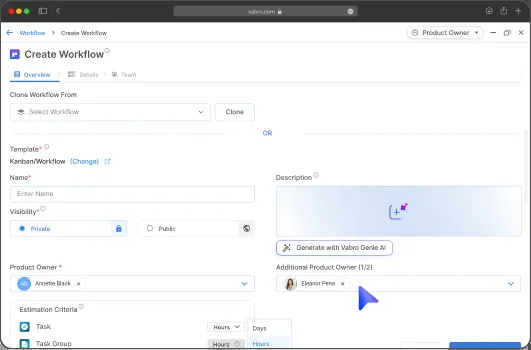 vabro.com
Workflow > Create Workflow
Product Owner
Create Workflow
Overview > Details > Team
Clone Workflow From
Select Workflow
Clone
OR
Template*
Kanban/Workflow (Change)
Name*
Enter Name
Description
Generate with Vabro Genie AI
Visibility*
Private
Public
Product Owner *
AB Annette Black ×
Additional Product Owner (1/2)
Eleanor Pena ×
Estimation Criteria
Task
Hours
Days
Task Group
Hours
Hours